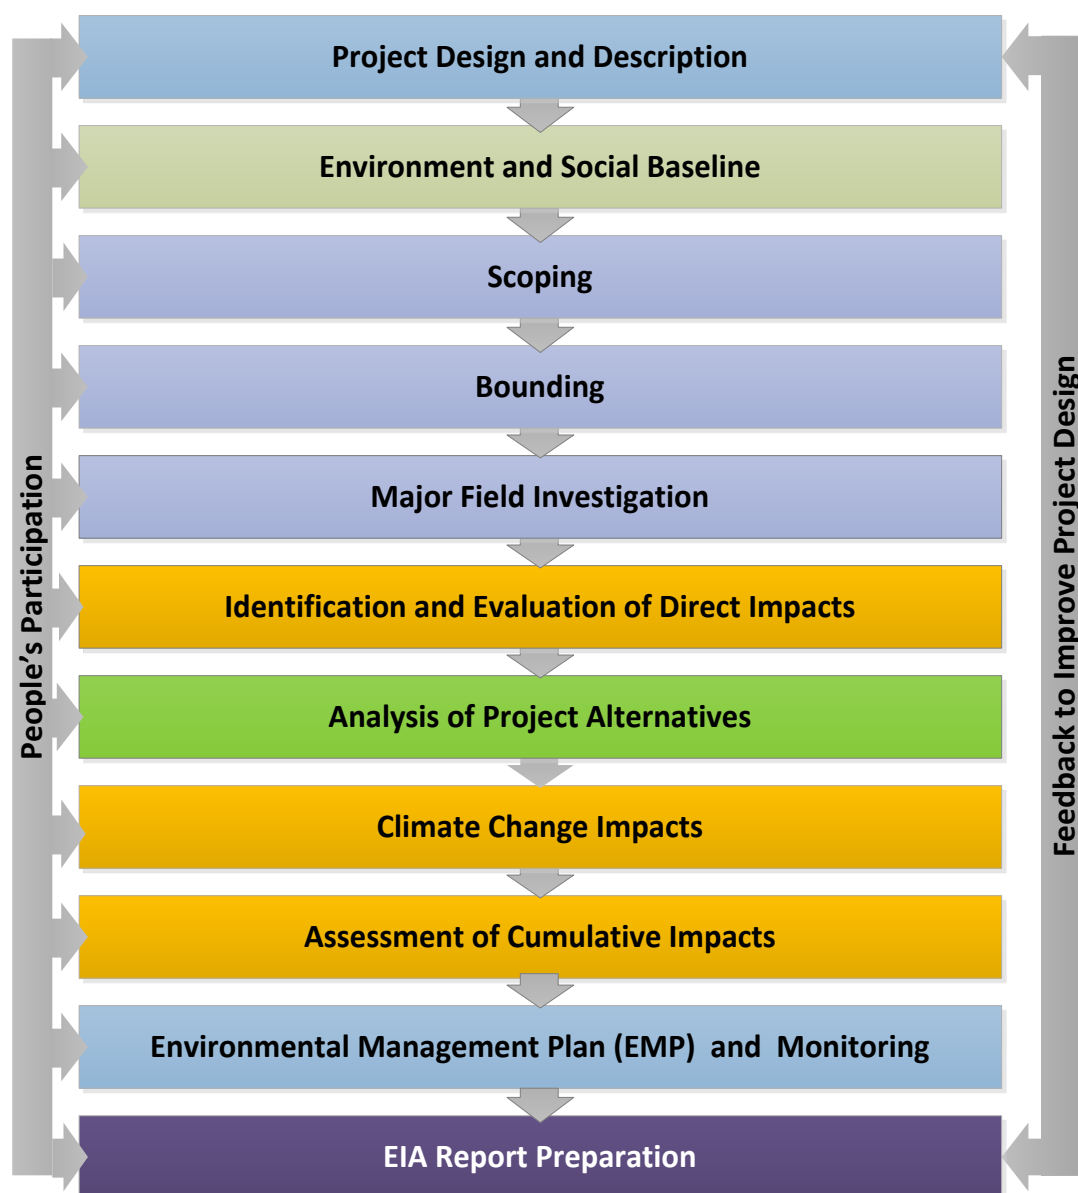 Project Design and Description
Environment and Social Baseline
Scoping
Bounding
Major Field Investigation
Identification and Evaluation of Direct Impacts
Analysis of Project Alternatives
Climate Change Impacts
Assessment of Cumulative Impacts
Environmental Management Plan (EMP)  and  Monitoring
EIA Report Preparation
People’s Participation
Feedback to Improve Project Design